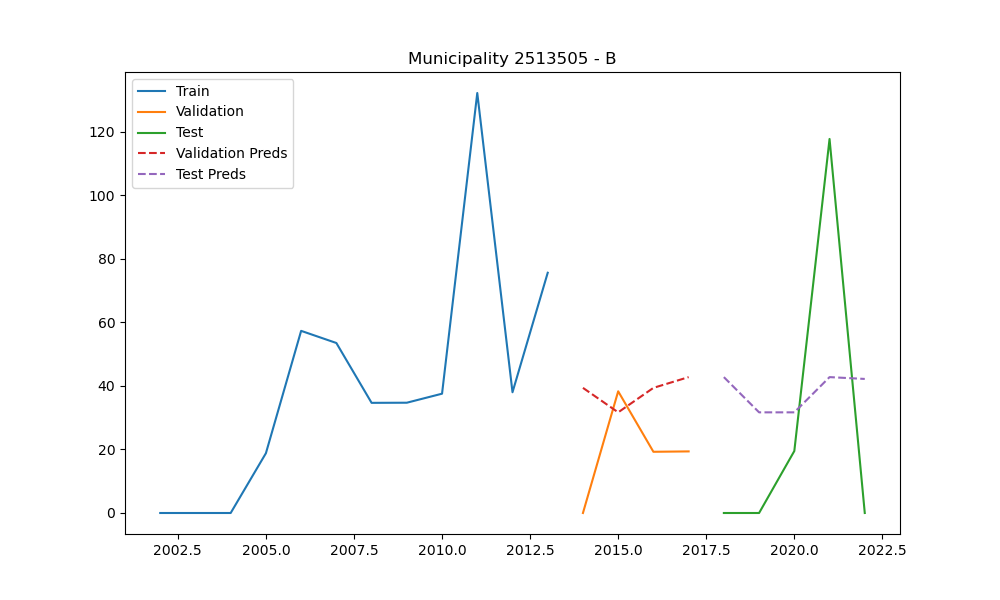 Municipality 2513505 - B
Train
Validation
Test
Validation Preds
Test Preds
120
100
80
60
40
20
0
2002.5 2005.0 2007.5 2010.0 2012.5 2015.0 2017.5 2020.0 2022.5